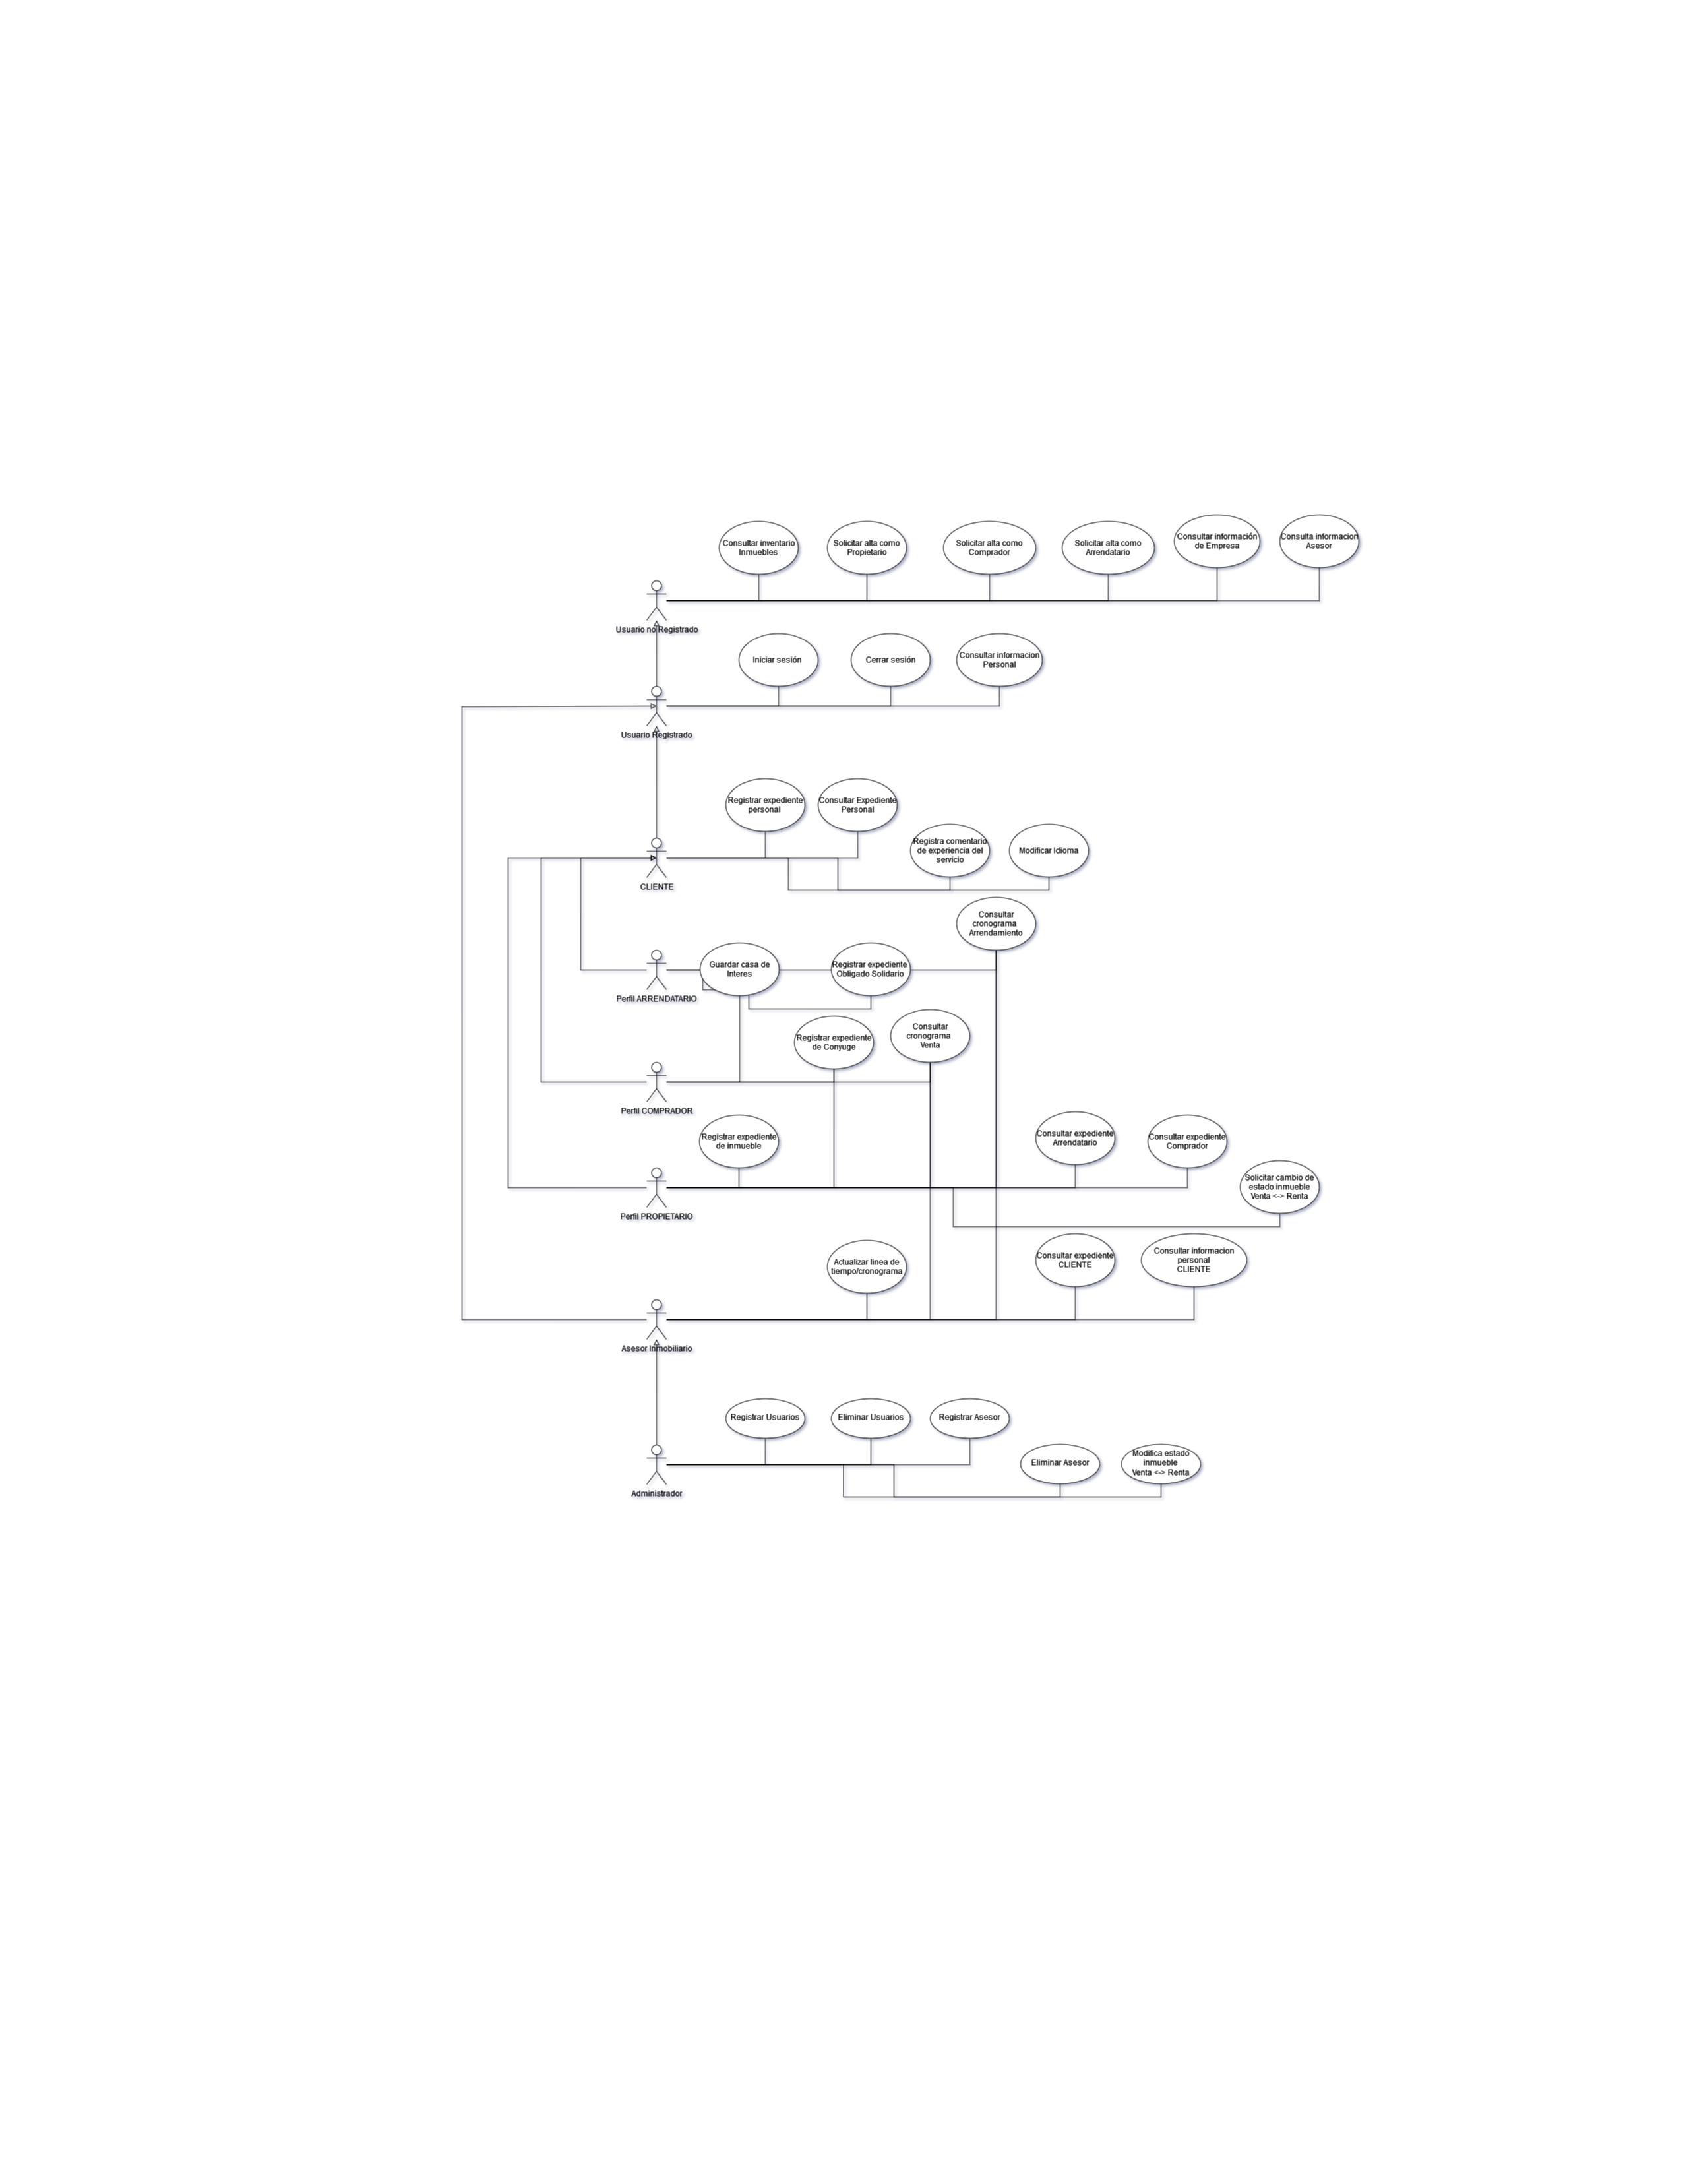 Consultar inventario
Inmuebles
Solicitar alta como
Propietario
Solicitar alta como
Comprador
Solicitar alta como
Arrendatario
Consultar información
de Empresa
Consulta informacion
Asesor
Usuario no Registrado
Iniciar sesión
Cerrar sesión
Consultar informacion
Personal
Usuario Registrado
Registrar expediente
personal
Consultar Expediente
Personal
Registra comentario
de experiencia del
servicio
Modificar Idioma
CLIENTE
Consultar
cronograma
Arrendamiento
Guardar casa de
Interes
Registrar expediente
Obligado Solidario
Perfil ARRENDATARIO
Registrar expediente
de Conyuge
Consultar
cronograma
Venta
Perfil COMPRADOR
Registrar expediente
de inmueble
Consultar expediente
Arrendatario
Consultar expediente
Comprador
Solicitar cambio de
estado inmueble
Venta <-> Renta
Perfil PROPIETARIO
Actualizar linea de
tiempo/cronograma
Consultar expediente
CLIENTE
Consultar informacion
personal
CLIENTE
Asesor Inmobiliario
Registrar Usuarios
Eliminar Usuarios
Registrar Asesor
Eliminar Asesor
Modifica estado
inmueble
Venta <-> Renta
Administrador